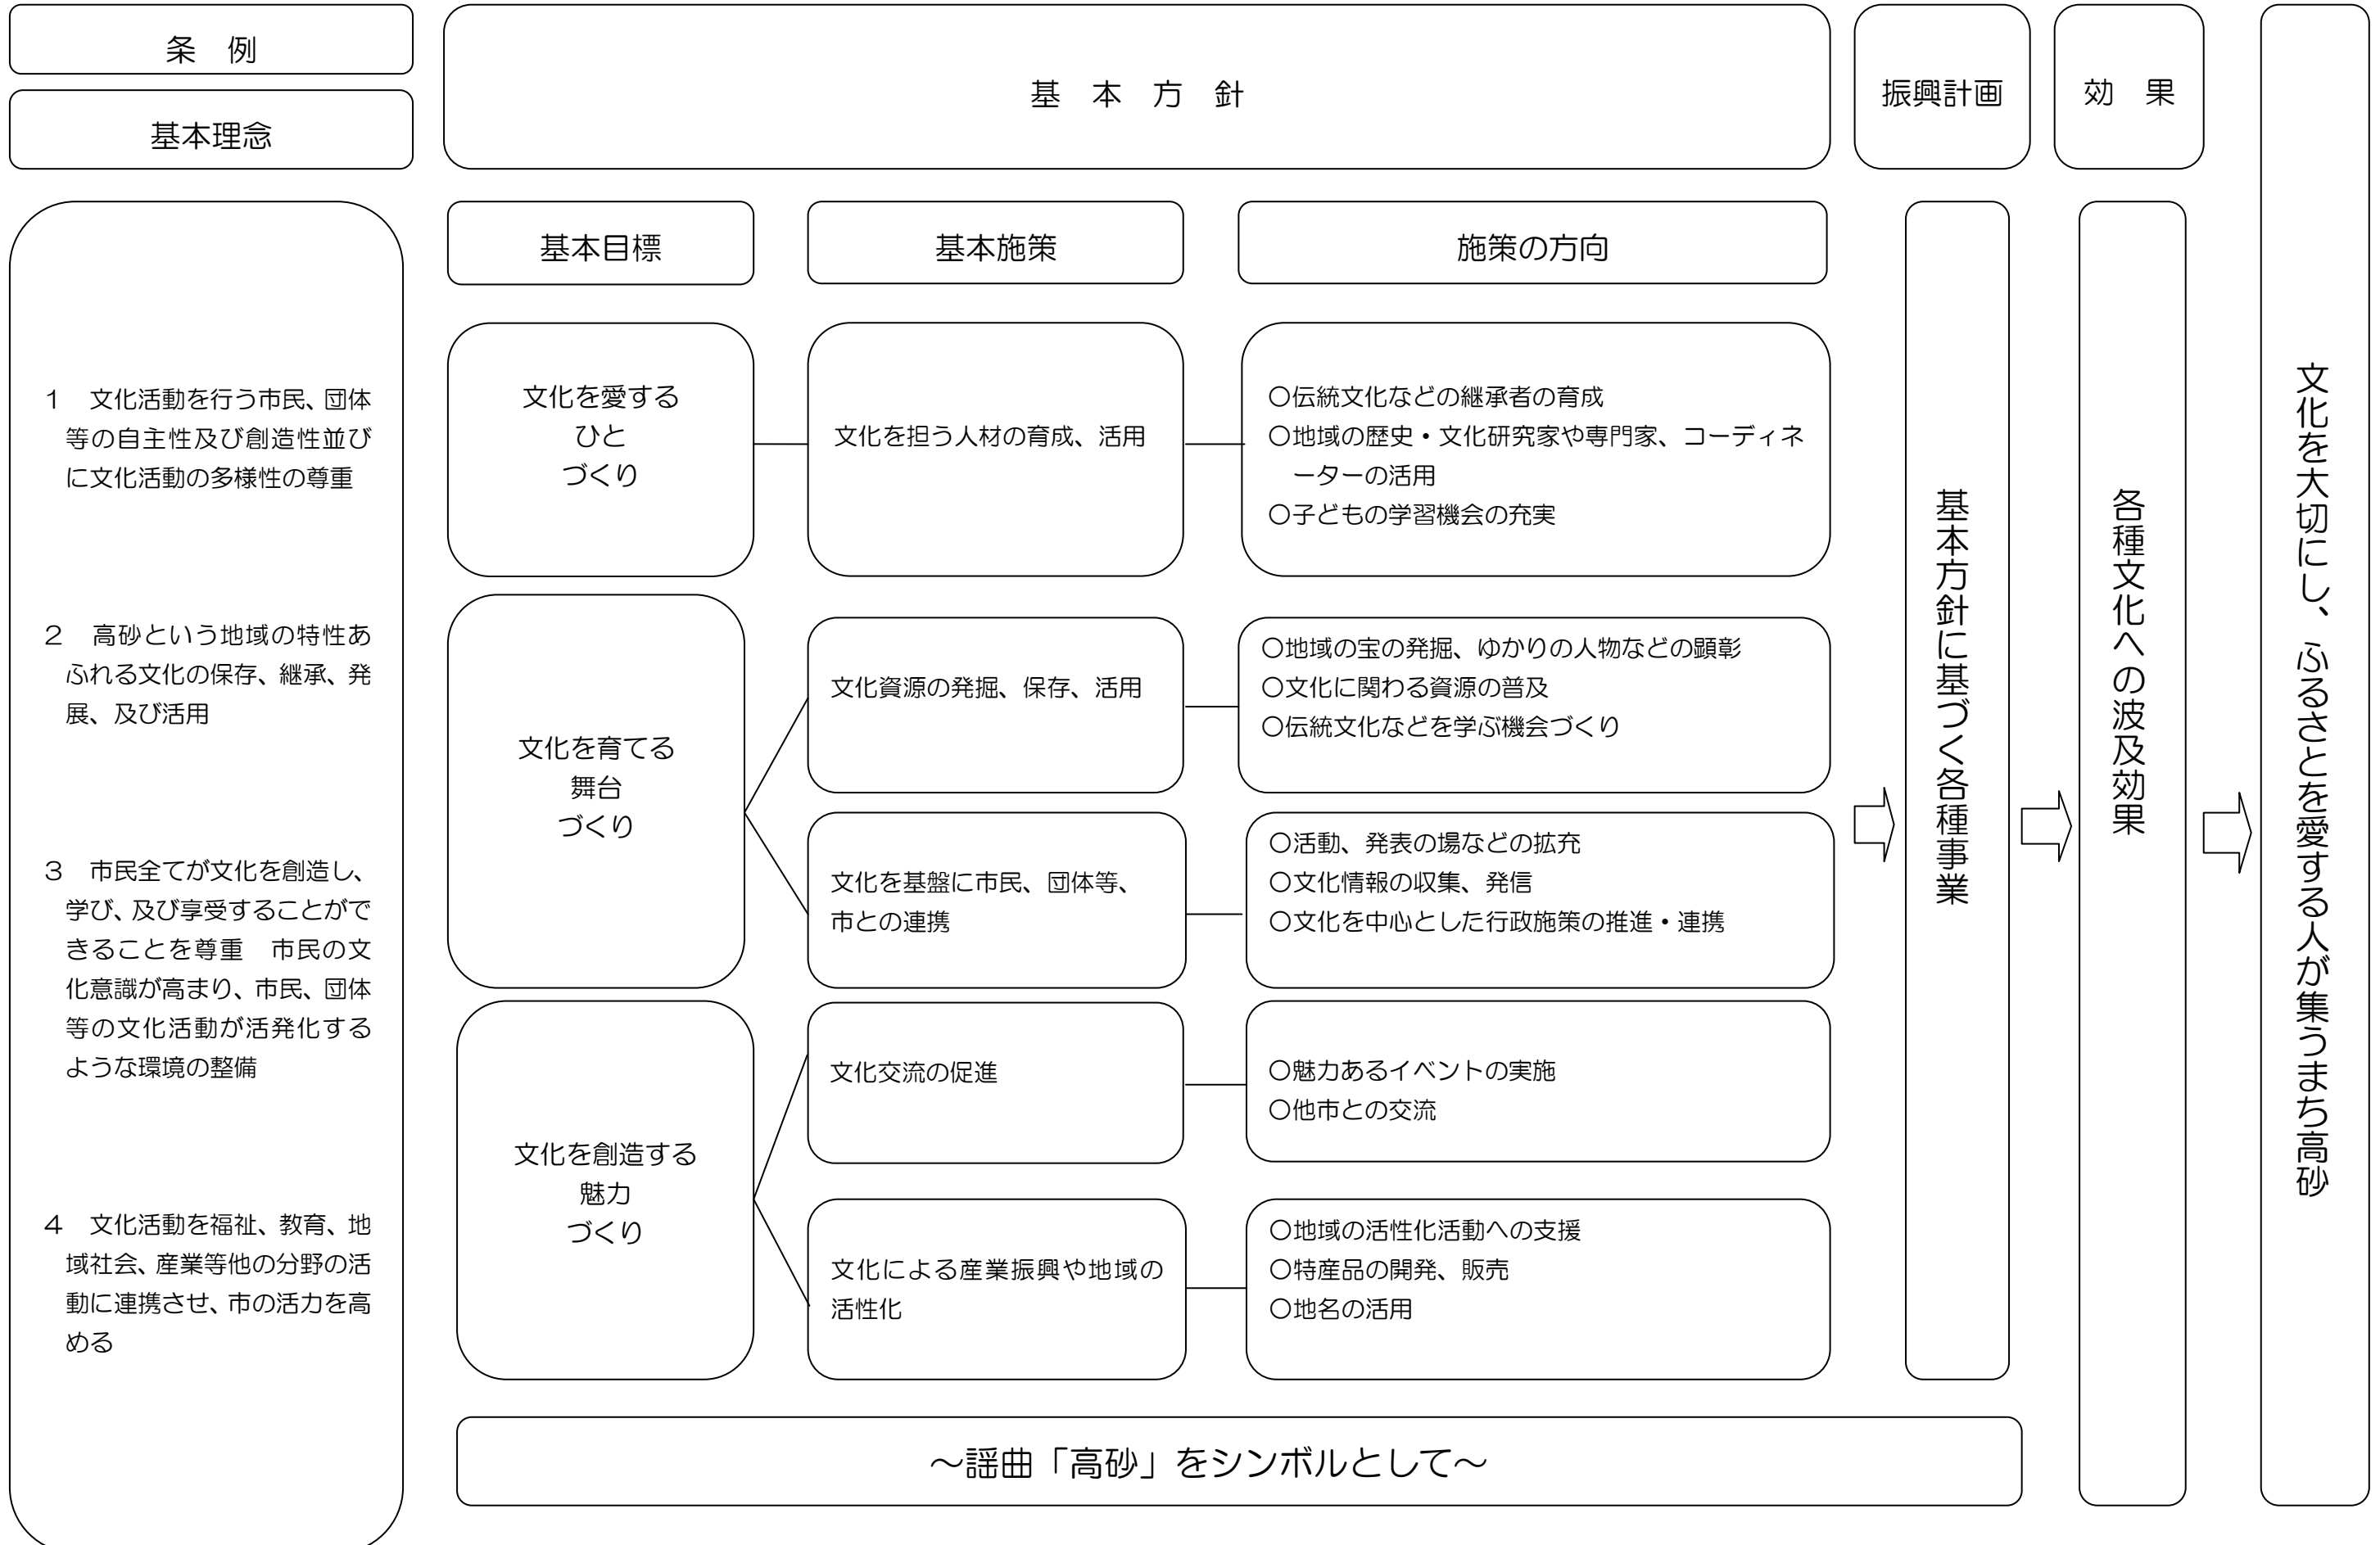 条　例
基本理念
基　本　方　針
振興計画
効　果
1　文化活動を行う市民、団体
等の自主性及び創造性並び
に文化活動の多様性の尊重
2　高砂という地域の特性あ
ふれる文化の保存、継承、発
展、及び活用
3　市民全てが文化を創造し、
学び、及び享受することがで
きることを尊重　市民の文
化意識が高まり、市民、団体
等の文化活動が活発化する
ような環境の整備
4　文化活動を福祉、教育、地
域社会、産業等他の分野の活
動に連携させ、市の活力を高
める
基本目標
基本施策
施策の方向
文化を愛する
ひと
づくり
文化を担う人材の育成、活用
○伝統文化などの継承者の育成
○地域の歴史・文化研究家や専門家、コーディネ
ーターの活用
○子どもの学習機会の充実
文化を育てる
舞台
づくり
文化資源の発掘、保存、活用
○地域の宝の発掘、ゆかりの人物などの顕彰
○文化に関わる資源の普及
○伝統文化などを学ぶ機会づくり
文化を基盤に市民、団体等、
市との連携
○活動、発表の場などの拡充
○文化情報の収集、発信
○文化を中心とした行政施策の推進・連携
文化を創造する
魅力
づくり
文化交流の促進
○魅力あるイベントの実施
○他市との交流
文化による産業振興や地域の
活性化
○地域の活性化活動への支援
○特産品の開発、販売
○地名の活用
～謡曲「高砂」をシンボルとして～
基本方針に基づく各種事業
各種文化への波及効果
文化を大切にし、ふるさとを愛する人が集うまち高砂